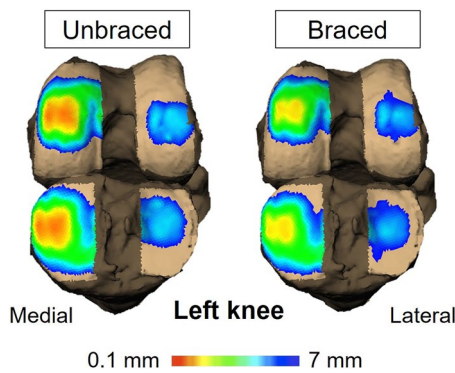 Unbraced
Braced
Medial
Left knee
Lateral
0.1 mm
7 mm